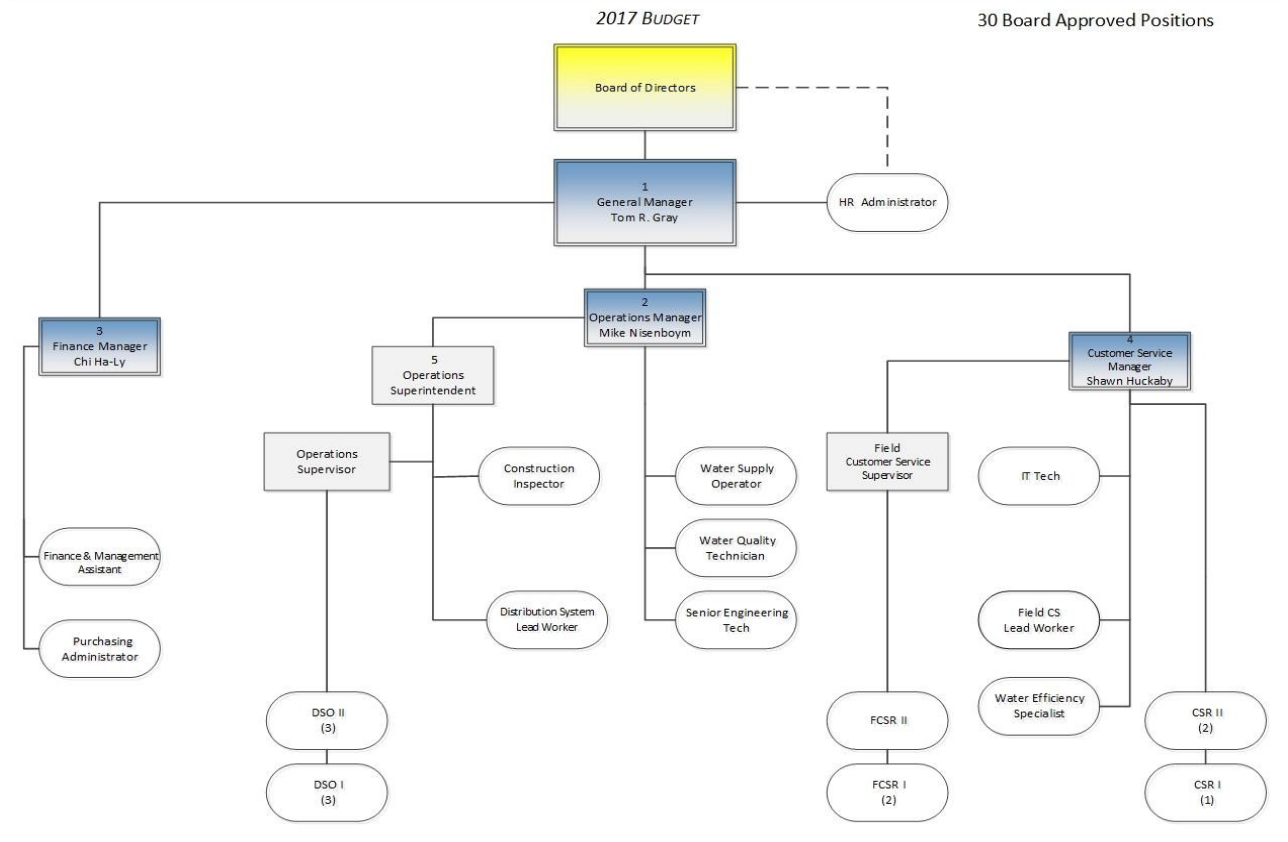 2017 BUDGET
30 Board Approved Positions
Board of Directors
1
General Manager
Tom R. Gray
HR Administrator
2
Operations Manager
Mike Nisenboym
3
Finance Manager
Chi Ha-Ly
4
Customer Service
Manager
Shawn Huckaby
5
Operations
Superintendent
Operations
Supervisor
Construction
Inspector
Water Supply
Operator
Field
Customer Service
Supervisor
IT Tech
Finance & Management
Assistant
Water Quality
Technician
Purchasing
Administrator
Distribution System
Lead Worker
Senior Engineering
Tech
Field CS
Lead Worker
Water Efficiency
Specialist
DSO II
(3)
FCSR II
CSR II
(2)
DSO I
(3)
FCSR I
(2)
CSR I
(1)